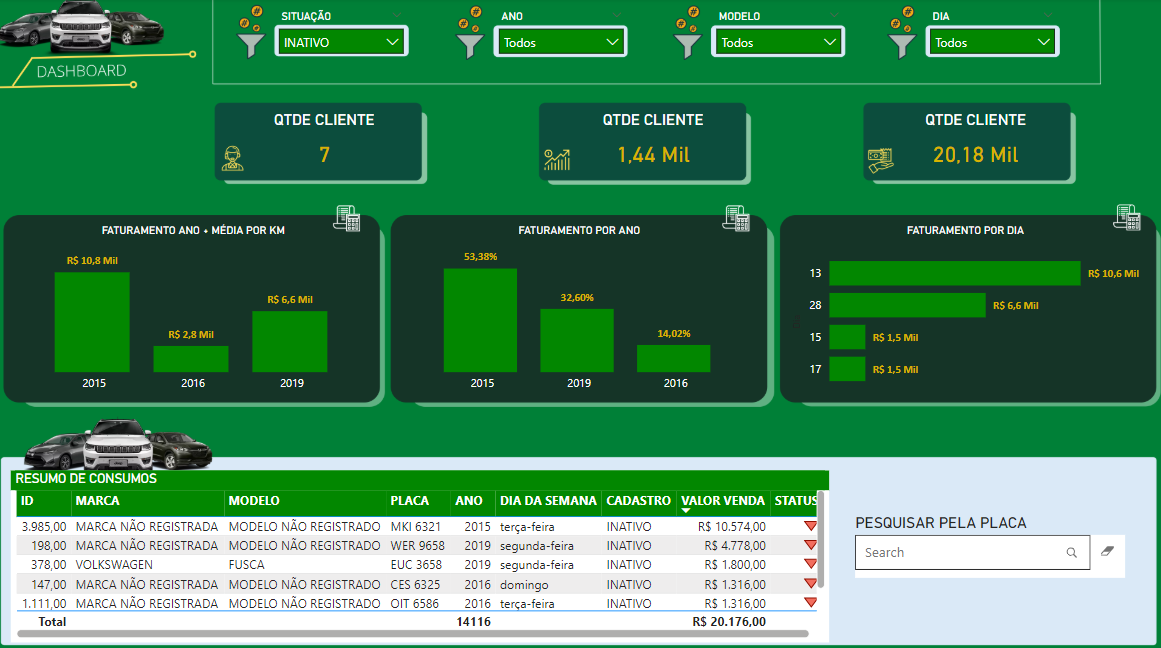 SITUAÇÃO ANO MODELO DIA
INATIVO Todos Todos Todos
DASHBOARD
QTDE CLIENTE QTDE CLIENTE QTDE CLIENTE
7 1,44 Mil 20,18 Mil
FATURAMENTO ANO + MÉDIA POR KM
R$ 10,8 Mil
R$ 6,6 Mil
R$ 2,8 Mil
2015 2016 2019
FATURAMENTO POR ANO
53,38%
32,60%
14,02%
2015 2019 2016
FATURAMENTO POR DIA
13 R$ 10,6 Mil
28 R$ 6,6 Mil
15 R$ 1,5 Mil
17 R$ 1,5 Mil
RESUMO DE CONSUMOS
ID MARCA MODELO PLACA ANO DIA DA SEMANA CADASTRO VALOR VENDA STATUS
3.985,00 MARCA NÃO REGISTRADA MODELO NÃO REGISTRADO MKI 6321 2015 terça-feira INATIVO R$ 10.574,00
198,00 MARCA NÃO REGISTRADA MODELO NÃO REGISTRADO WER 9658 2019 segunda-feira INATIVO R$ 4.778,00
378,00 VOLKSWAGEN FUSCA EUC 3658 2019 segunda-feira INATIVO R$ 1.800,00
147,00 MARCA NÃO REGISTRADA MODELO NÃO REGISTRADO CES 6325 2016 domingo INATIVO R$ 1.316,00
1.111,00 MARCA NÃO REGISTRADA MODELO NÃO REGISTRADO OIT 6586 2016 terça-feira INATIVO R$ 1.316,00
Total 14116 R$ 20.176,00
PESQUISAR PELA PLACA
Search